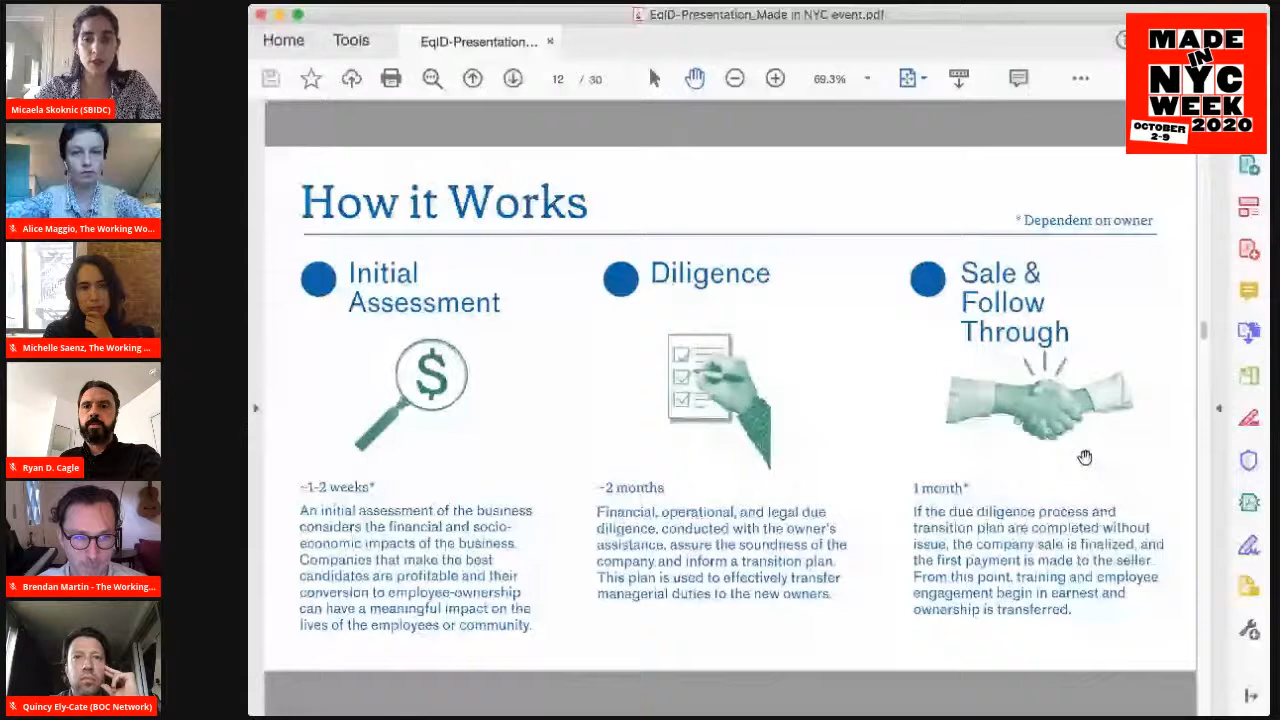 Micaela Skoknic (SBIDC)
Alice Maggio, The Working Wo...
Michelle Saenz, The Working ...
Ryan D. Cagle
Brendan Martin - The Working...
Quincy Ely-Cate (BOC Network)
EqID-Presentation_Made in NYC event.pdf
Home
Tools
EqID-Presentation...
×
12 / 30
69.3%
MADE
IN
NYC
WEEK
2020
OCTOBER
2-9
How it Works
* Dependent on owner
Initial
Assessment
~1-2 weeks*
An initial assessment of the business
considers the financial and socio-
economic impacts of the business.
Companies that make the best
candidates are profitable and their
conversion to employee-ownership
can have a meaningful impact on the
lives of the employees or community.
Diligence
~2 months
Financial, operational, and legal due
diligence, conducted with the owner's
assistance, assure the soundness of the
company and inform a transition plan.
This plan is used to effectively transfer
managerial duties to the new owners.
Sale &
Follow
Through
1 month*
If the due diligence process and
transition plan are completed without
issue, the company sale is finalized, and
the first payment is made to the seller.
From this point, training and employee
engagement begin in earnest and
ownership is transferred.
$